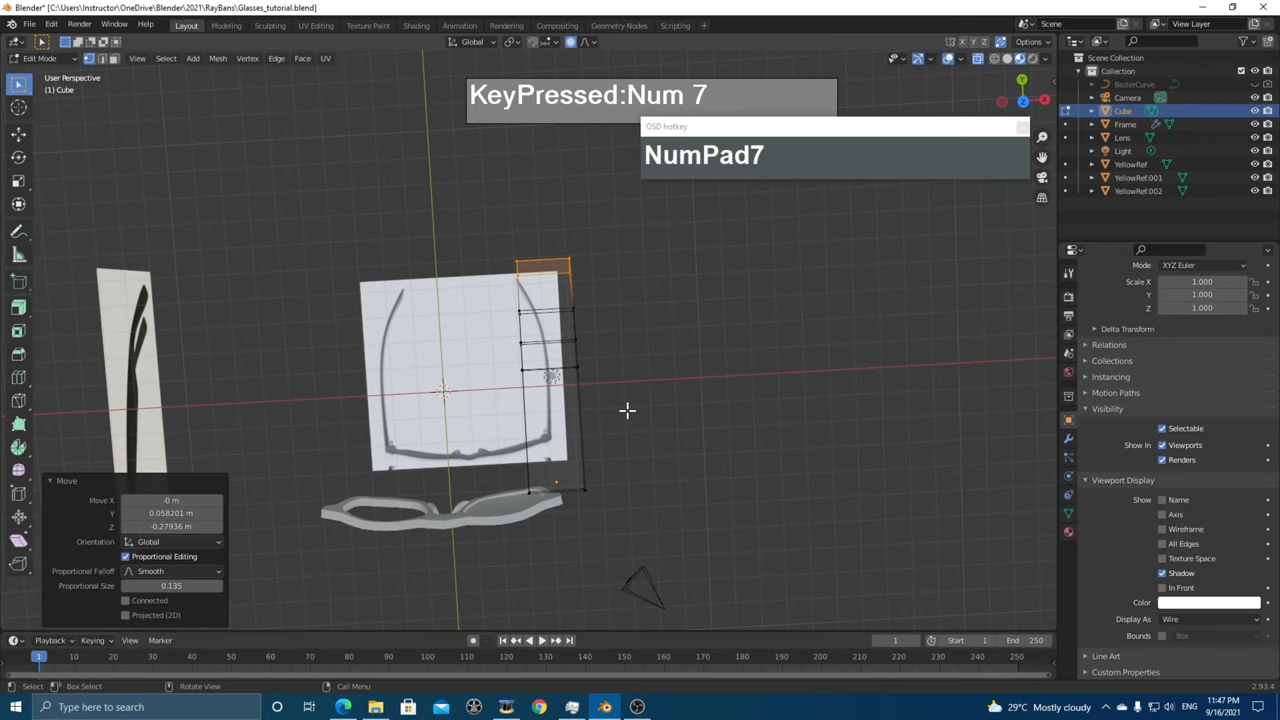 Blender* [C:\Users\Instructor\OneDrive\Blender\2021\RayBans\Glasses_tutorial.blend]
File Edit Render Window Help Layout Modeling Sculpting UV Editing Texture Paint Shading Animation Rendering Compositing Geometry Nodes Scripting + Scene View Layer
Global X Y Z Options
Edit Mode View Select Add Mesh Vertex Edge Face UV
User Perspective
(1) Cube
KeyPressed:Num 7
OSD hotkey
NumPad7
Y
X
Z
Scene Collection
Collection
BezierCurve
Camera
Cube
Frame
Lens
Light
YellowRef
YellowRef.001
YellowRef.002
Mode XYZ Euler
Scale X 1.000
Y 1.000
Z 1.000
Delta Transform
Relations
Collections
Instancing
Motion Paths
Visibility
Selectable
Show In Viewports
Renders
Viewport Display
Show Name
Axis
Wireframe
All Edges
Texture Space
Shadow
In Front
Color
Display As Wire
Bounds Box
Line Art
Custom Properties
Move
Move X -0 m
Y 0.058201 m
Z -0.27936 m
Orientation Global
Proportional Editing
Proportional Falloff Smooth
Proportional Size 0.135
Connected
Projected (2D)
Playback Keying View Marker 1 Start 1 End 250
1 10 20 30 40 50 60 70 80 90 100 110 120 130 140 150 160 170 180 190 200 210 220 230 240 250
Select Box Select Rotate View Call Menu 2.93.4
Type here to search
29°C Mostly cloudy
11:47 PM
9/16/2021